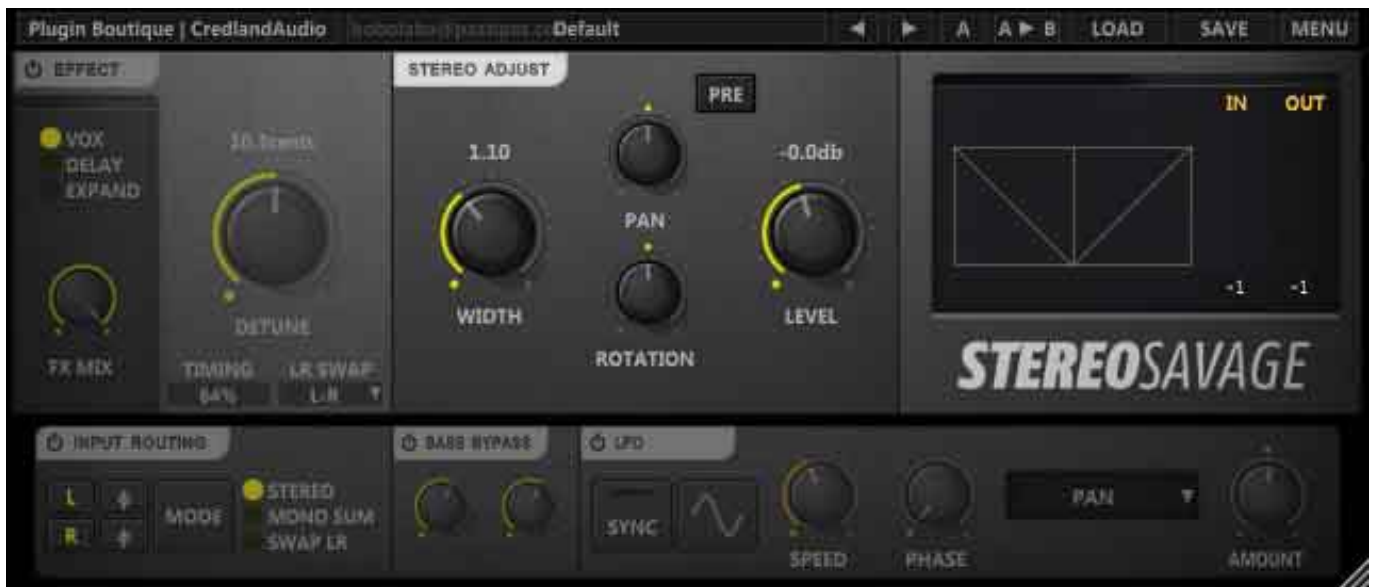 Plugin Boutique | CredlandAudio Default ◀ ▶ A A▶B LOAD SAVE MENU
EFFECT
STEREO ADJUST
PRE
IN OUT
VOX
DELAY
EXPAND
1.10
-0.0db
PAN
-1 -1
DETUNE
WIDTH
LEVEL
FX MIX
ROTATION
STEREOSAVAGE
TIMING LR SWAP
64% L-R
INPUT ROUTING
BASS BYPASS
LFO
L
R
MODE
STEREO
MONO SUM
SWAP LR
SYNC
PAN
SPEED
PHASE
AMOUNT